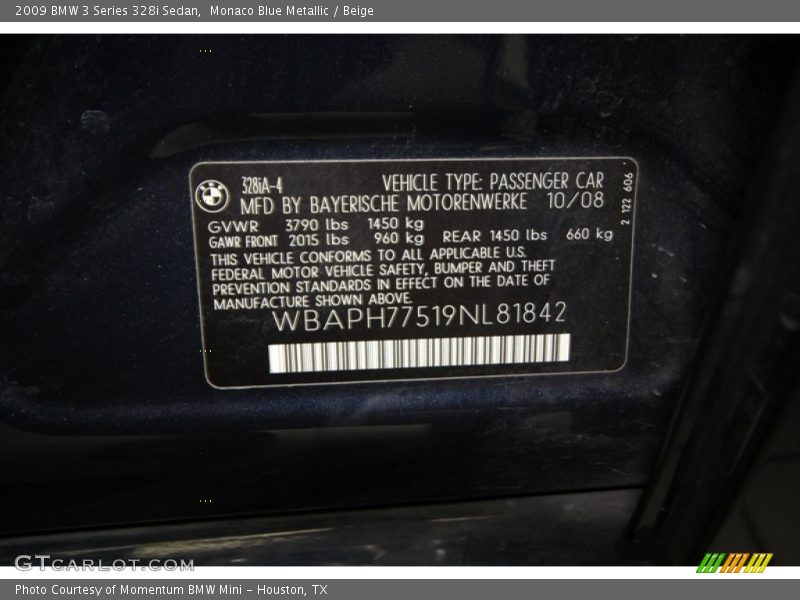 2009 BMW 3 Series 328i Sedan,  Monaco Blue Metallic / Beige
328iA-4
VEHICLE TYPE: PASSENGER CAR
MFD BY BAYERISCHE MOTORENWERKE 10/08
GVWR 3790 lbs 1450 kg
GAWR FRONT 2015 lbs 960 kg REAR 1450 lbs 660 kg
THIS VEHICLE CONFORMS TO ALL APPLICABLE U.S.
FEDERAL MOTOR VEHICLE SAFETY, BUMPER AND THEFT
PREVENTION STANDARDS IN EFFECT ON THE DATE OF
MANUFACTURE SHOWN ABOVE.
WBAPH77519NL81842
2 122 606
GTCARLOT.COM
Photo Courtesy of Momentum BMW Mini - Houston, TX